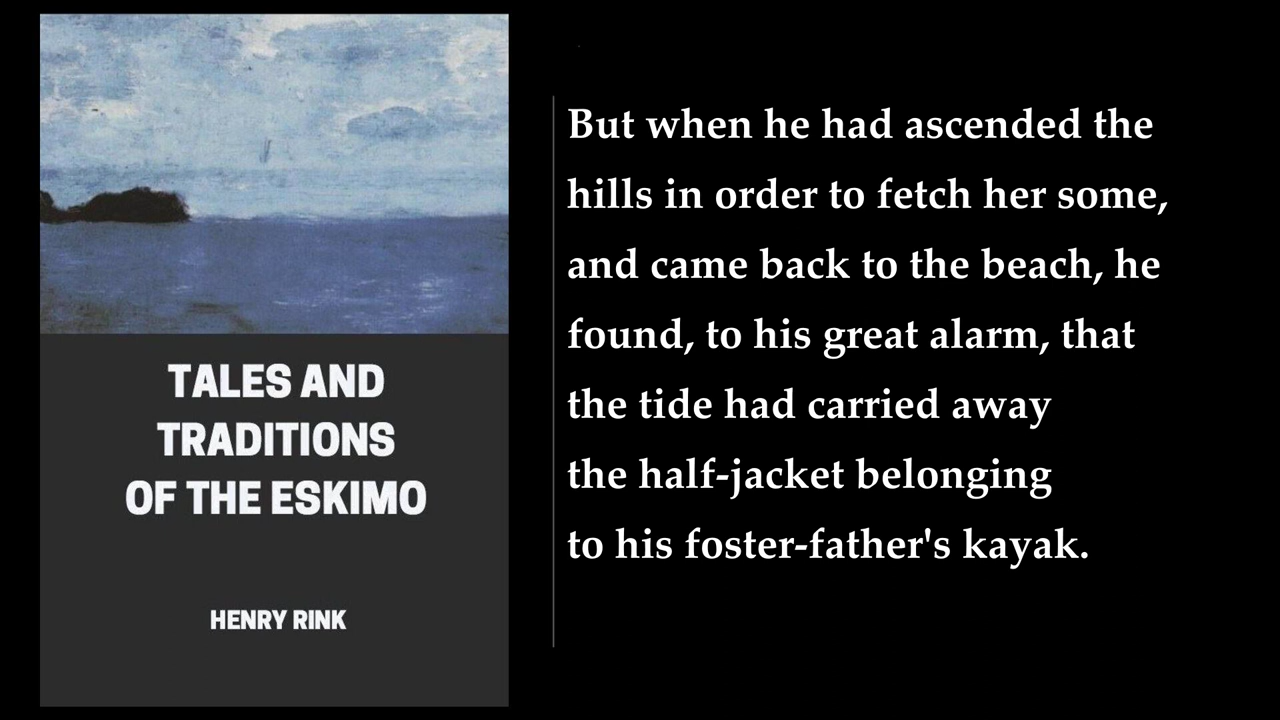 TALES AND
TRADITIONS
OF THE ESKIMO
HENRY RINK
But when he had ascended the
hills in order to fetch her some,
and came back to the beach, he
found, to his great alarm, that
the tide had carried away
the half-jacket belonging
to his foster-father's kayak.